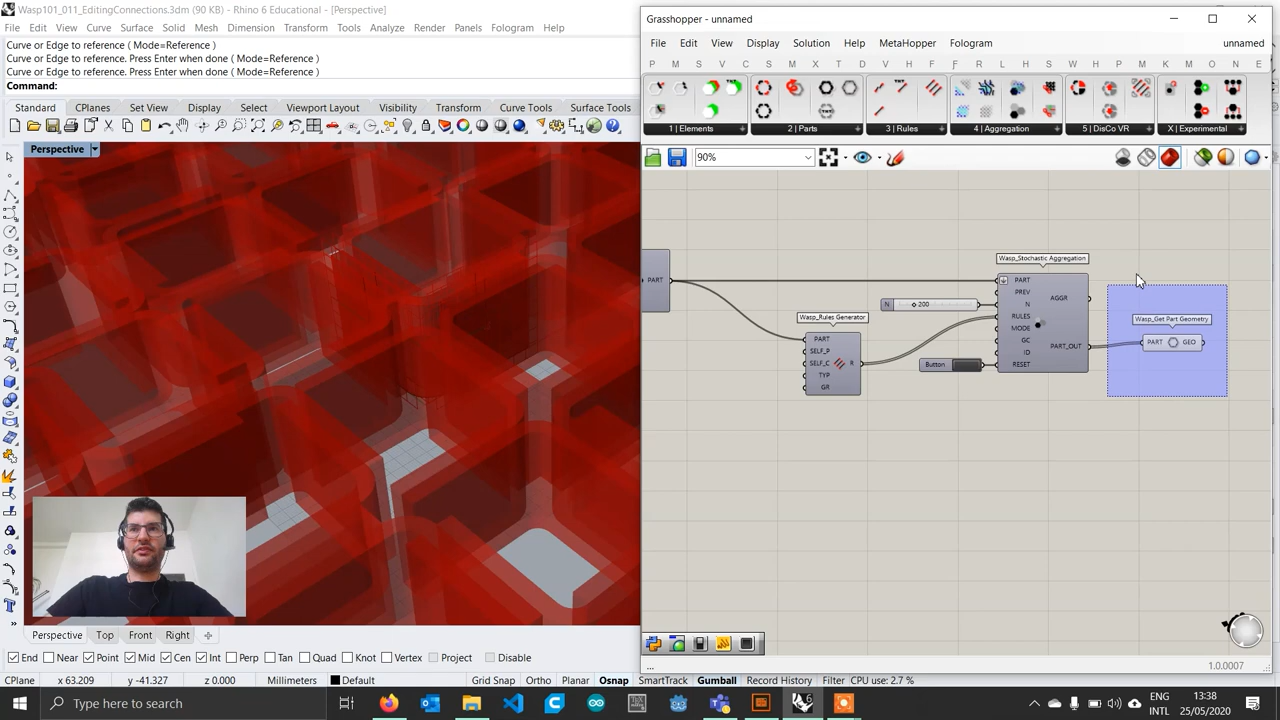 Wasp101_011_EditingConnections.3dm (90 KB) - Rhino 6 Educational - [Perspective]
File Edit View Curve Surface Solid Mesh Dimension Transform Tools Analyze Render Panels Fologram Help
Curve or Edge to reference ( Mode=Reference )
Curve or Edge to reference. Press Enter when done ( Mode=Reference )
Curve or Edge to reference. Press Enter when done ( Mode=Reference )
Command:
Standard CPlanes Set View Display Select Viewport Layout Visibility Transform Curve Tools Surface Tools
Perspective
Grasshopper - unnamed
File Edit View Display Solution Help MetaHopper Fologram unnamed
P M S V C S I M X T D V C H F F R L H I P M K M O N E
1 | Elements 2 | Parts 3 | Rules 4 | Aggregation 5 | DisCo VR X | Experimental
90%
Wasp_Stochastic Aggregation
PART
PART
PREV
AGGR
N 200
N
Wasp_Rules Generator
RULES
Wasp_Get Part Geometry
PART
MODE
SELF_P
GC
PART_OUT
PART GEO
SELF_C R
ID
Button
RESET
TYP
GR
Perspective Top Front Right
End Near Point Mid Cen Int Perp Tan Quad Knot Vertex Project Disable
...
1.0.0007
CPlane x 63.209 y -41.327 z 0.000 Millimeters Default Grid Snap Ortho Planar Osnap SmartTrack Gumball Record History Filter CPU use: 2.7 %
Type here to search
ENG
INTL
13:38
25/05/2020